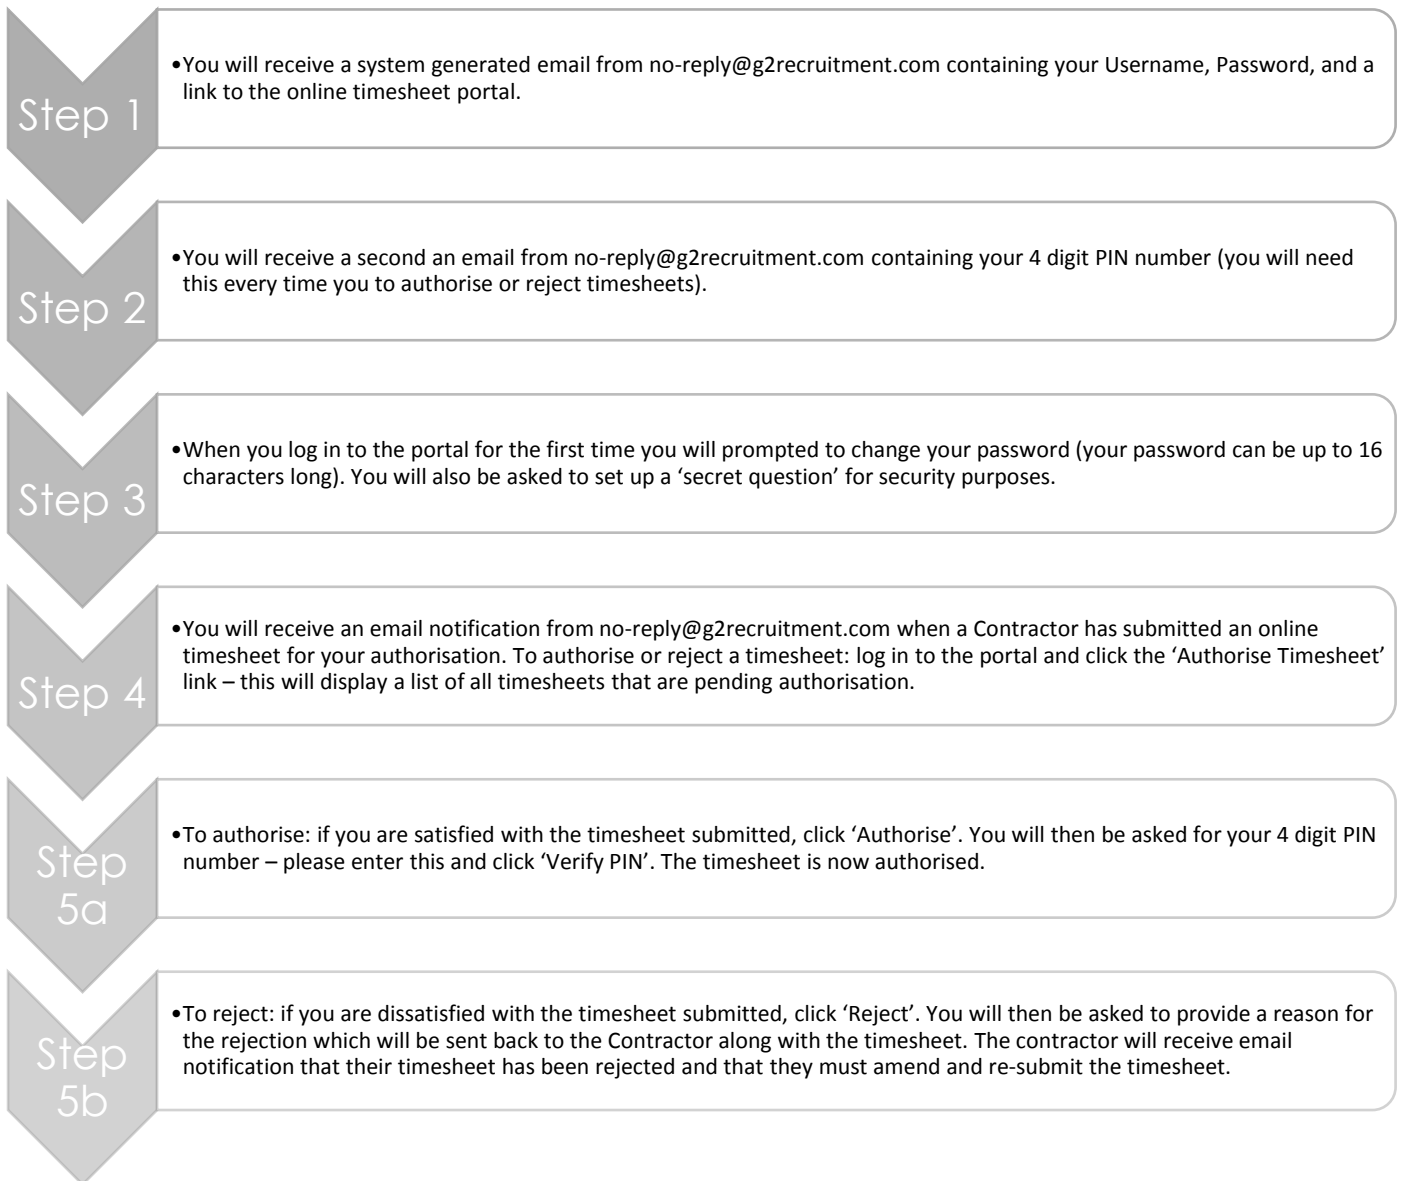 Step 1
•You will receive a system generated email from no-reply@g2recruitment.com containing your Username, Password, and a
link to the online timesheet portal.
Step 2
•You will receive a second an email from no-reply@g2recruitment.com containing your 4 digit PIN number (you will need
this every time you to authorise or reject timesheets).
Step 3
•When you log in to the portal for the first time you will prompted to change your password (your password can be up to 16
characters long). You will also be asked to set up a ‘secret question’ for security purposes.
Step 4
•You will receive an email notification from no-reply@g2recruitment.com when a Contractor has submitted an online
timesheet for your authorisation. To authorise or reject a timesheet: log in to the portal and click the ‘Authorise Timesheet’
link – this will display a list of all timesheets that are pending authorisation.
Step
5a
•To authorise: if you are satisfied with the timesheet submitted, click ‘Authorise’. You will then be asked for your 4 digit PIN
number – please enter this and click ‘Verify PIN’. The timesheet is now authorised.
Step
5b
•To reject: if you are dissatisfied with the timesheet submitted, click ‘Reject’. You will then be asked to provide a reason for
the rejection which will be sent back to the Contractor along with the timesheet. The contractor will receive email
notification that their timesheet has been rejected and that they must amend and re-submit the timesheet.